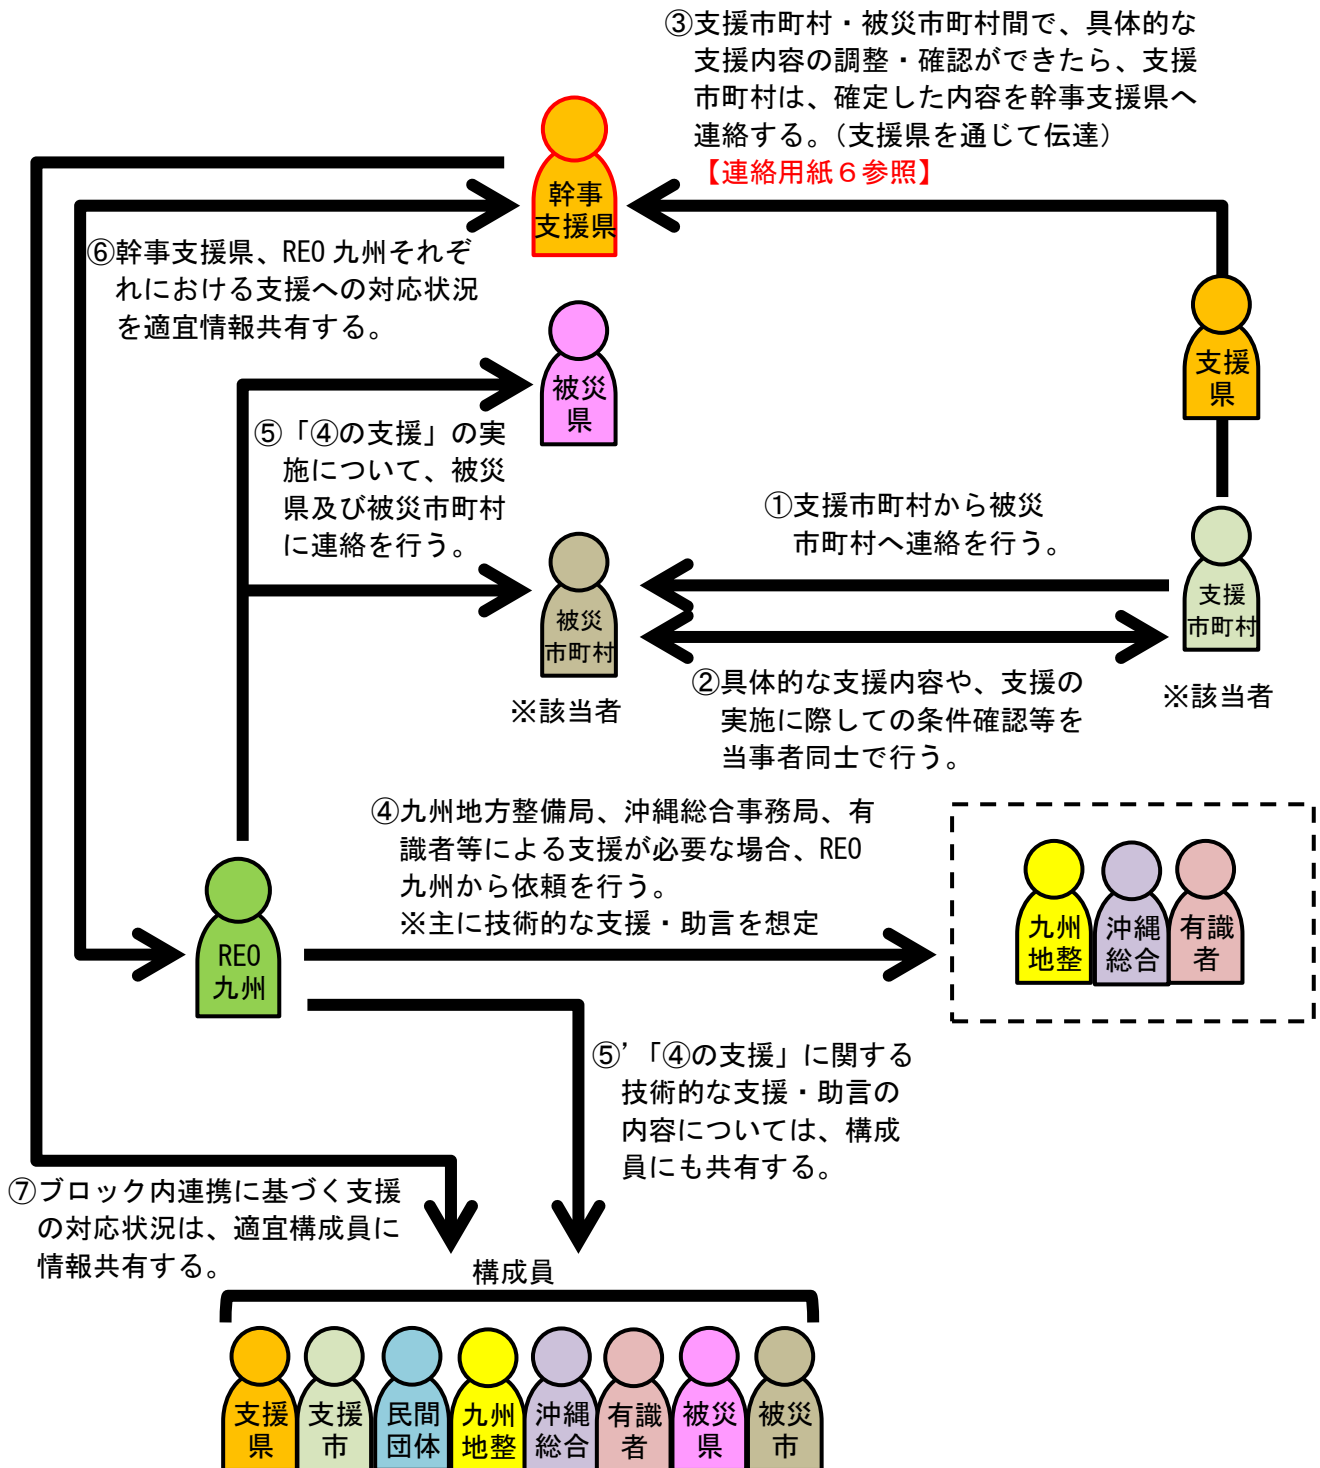 ③支援市町村・被災市町村間で、具体的な
支援内容の調整・確認ができたら、支援
市町村は、確定した内容を幹事支援県へ
連絡する。（支援県を通じて伝達）
【連絡用紙６参照】
幹事
支援県
⑥幹事支援県、REO 九州それぞ
れにおける支援への対応状況
を適宜情報共有する。
支援
県
被災
県
⑤「④の支援」の実
施について、被災
県及び被災市町村
に連絡を行う。
①支援市町村から被災
市町村へ連絡を行う。
被災
市町村
※該当者
支援
市町村
※該当者
②具体的な支援内容や、支援の
実施に際しての条件確認等を
当事者同士で行う。
④九州地方整備局、沖縄総合事務局、有
識者等による支援が必要な場合、REO
九州から依頼を行う。
※主に技術的な支援・助言を想定
REO
九州
九州
地整
沖縄
総合
有識
者
⑤’「④の支援」に関する
技術的な支援・助言の
内容については、構成
員にも共有する。
⑦ブロック内連携に基づく支援
の対応状況は、適宜構成員に
情報共有する。
構成員
支援
県
支援
市
民間
団体
九州
地整
沖縄
総合
有識
者
被災
県
被災
市